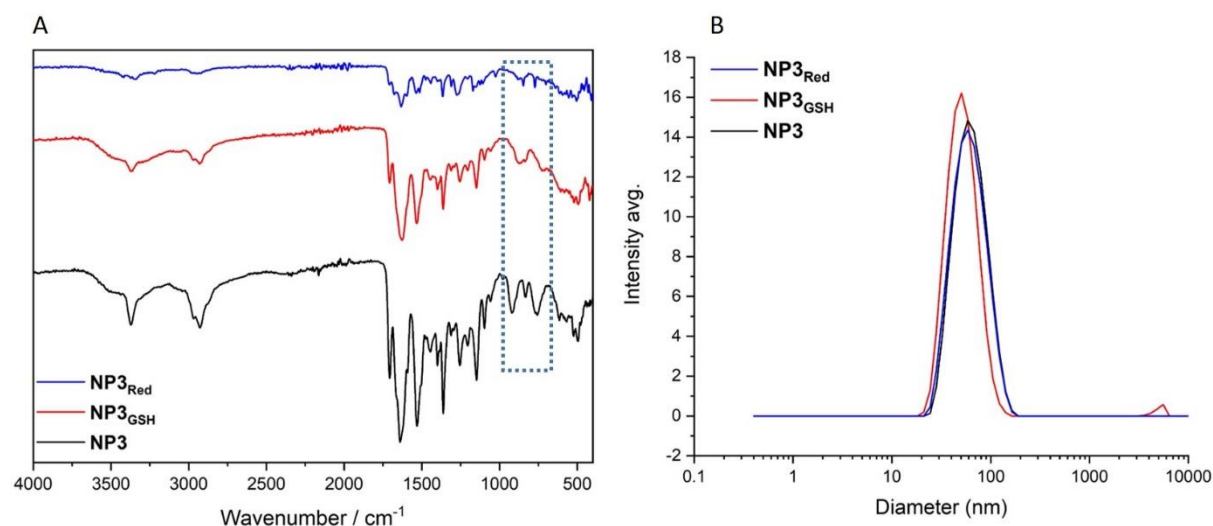 A
NP3Red
NP3GSH
NP3
4000 3500 3000 2500 2000 1500 1000 500
Wavenumber / cm-1
B
NP3Red
NP3GSH
NP3
18
16
14
12
10
8
6
4
2
0
-2
Intensity avg.
0.1 1 10 100 1000 10000
Diameter (nm)